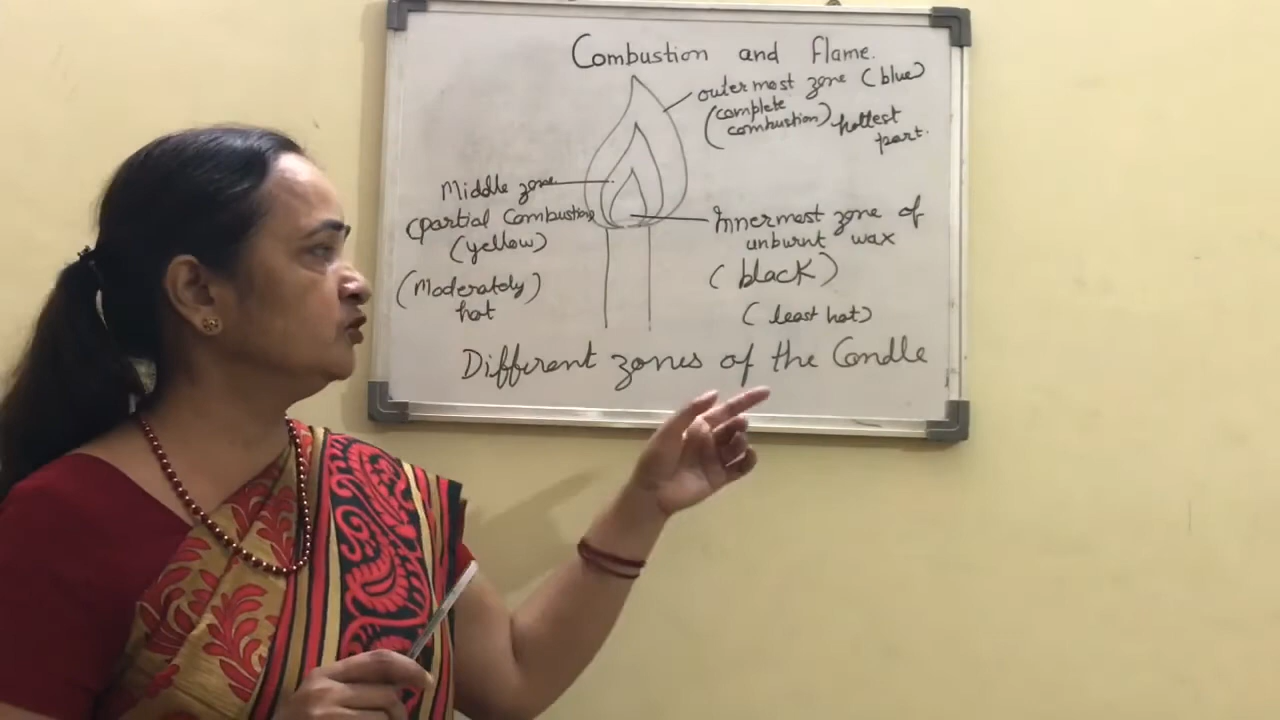 Combustion and Flame.
outermost zone (blue)
(complete
combustion) hottest
part.
Middle zone
(partial Combustion)
(yellow)
(Moderately)
hot
Innermost zone of
unburnt wax
(black)
(least hot)
Different zones of the Candle